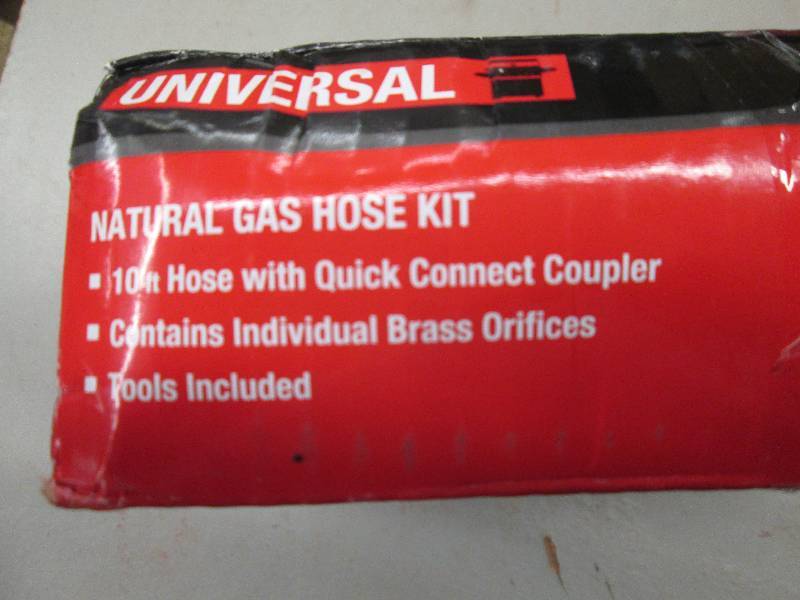 UNIVERSAL
NATURAL GAS HOSE KIT
▪ 10-ft Hose with Quick Connect Coupler
▪ Contains Individual Brass Orifices
▪ Tools Included